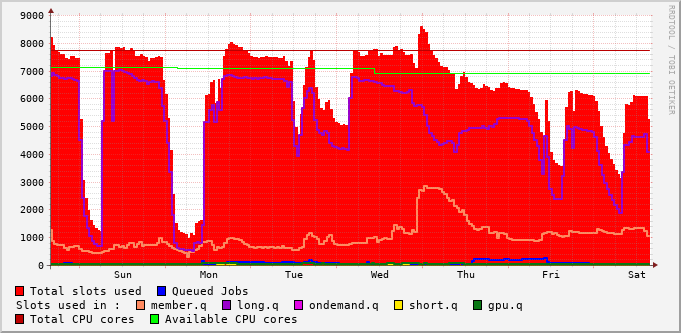 RRDTOOL / TOBI OETIKER
9000
8000
7000
6000
5000
4000
3000
2000
1000
0
Sun Mon Tue Wed Thu Fri Sat
Total slots used Queued Jobs
Slots used in : member.q long.q ondemand.q short.q gpu.q
Total CPU cores Available CPU cores